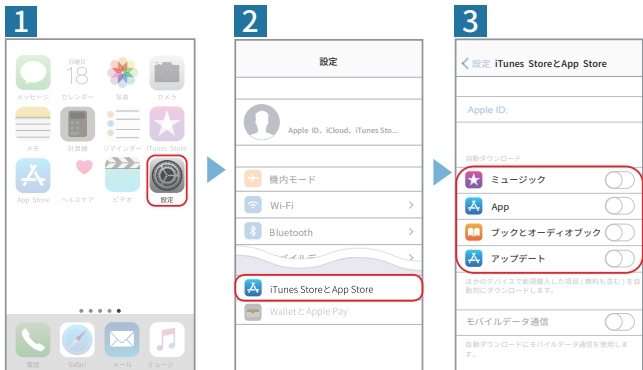 1
日曜日
18
メッセージ
カレンダー
写真
カメラ
メモ
計算機
リマインダー
iTunes Store
App Store
ヘルスケア
ビデオ
設定
電話
Safari
メール
ミュージ
2
設定
Apple ID、iCloud、iTunes Sto...
機内モード
Wi-Fi
Bluetooth
iTunes StoreとApp Store
WalletとApple Pay
3
設定 iTunes StoreとApp Store
Apple ID:
自動ダウンロード
ミュージック
App
ブックとオーディオブック
アップデート
ほかのデバイスで新規購入した項目(無料も含む)を自
動的にダウンロードします。
モバイルデータ通信
自動ダウンロードにモバイルデータ通信を使用しま
す。